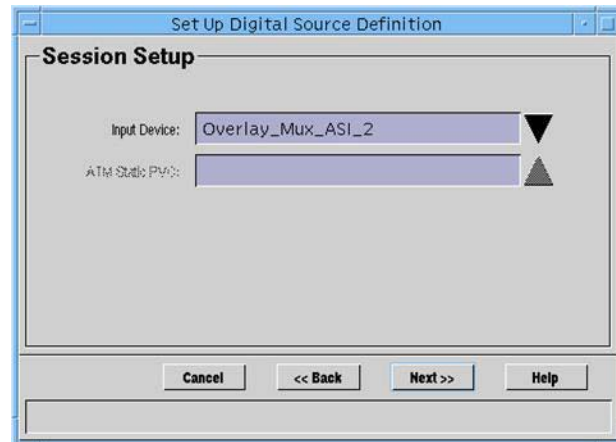 Set Up Digital Source Definition
Session Setup
Input Device: Overlay_Mux_ASI_2
ATM Static PVC:
Cancel << Back Next >> Help